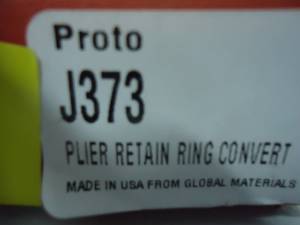 Proto
J373
PLIER RETAIN RING CONVERT
MADE IN USA FROM GLOBAL MATERIALS